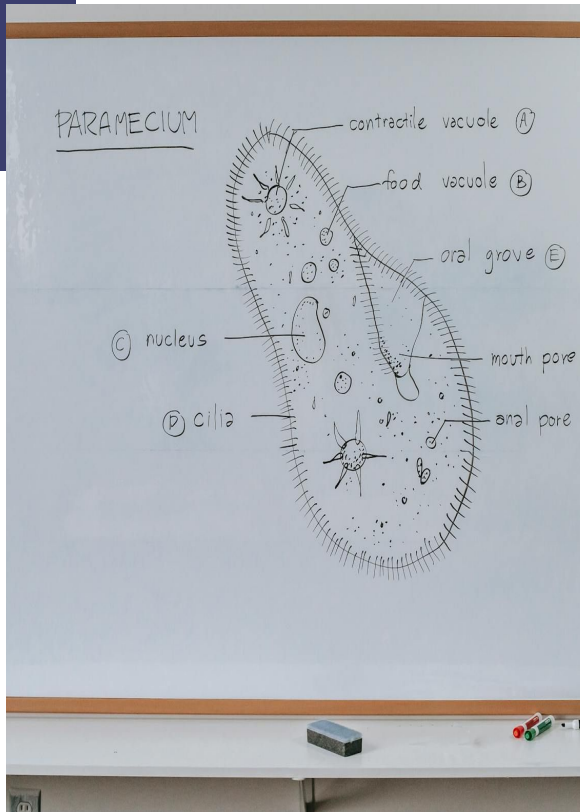 PARAMECIUM
contractile vacuole Ⓐ
food vacuole Ⓑ
oral grove Ⓔ
Ⓒ nucleus
mouth pore
Ⓓ cilia
anal pore